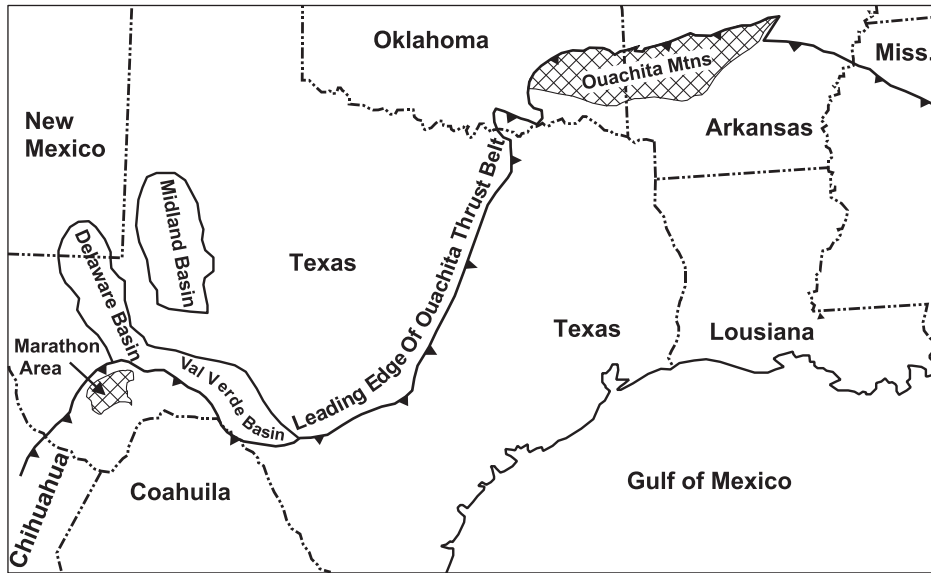 Oklahoma
Ouachita Mtns
Miss.
New
Mexico
Arkansas
Midland Basin
Delaware Basin
Texas
Leading Edge Of Ouachita Thrust Belt
Texas
Lousiana
Marathon
Area
Val Verde Basin
Gulf of Mexico
Coahuila
Chihuahua